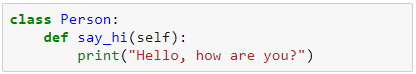 class Person:
    def say_hi(self):
        print("Hello, how are you?")